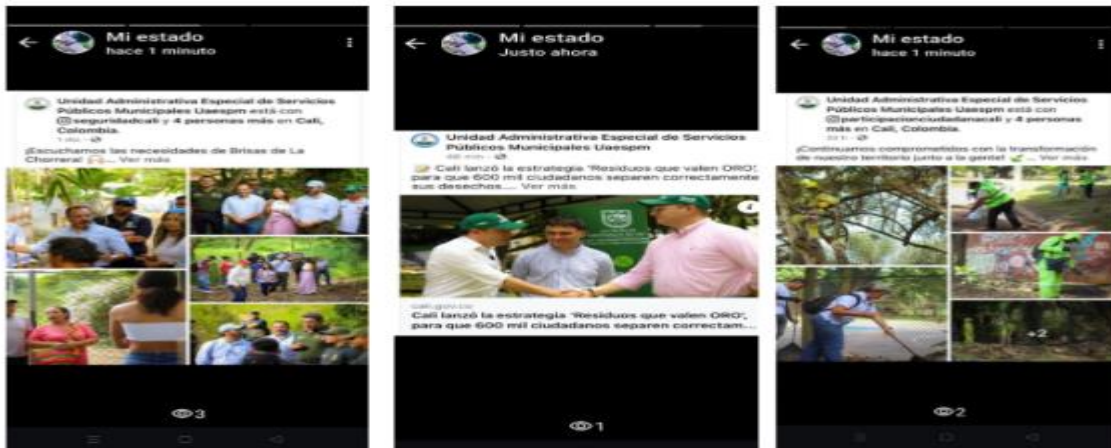 Mi estado
hace 1 minuto
Unidad Administrativa Especial de Servicios
Públicos Municipales Uaespm está con
@seguridadcali y 4 personas más en Cali,
Colombia.
¡Escuchamos las necesidades de Brisas de La
Chorrera! ... Ver más
3
Mi estado
Justo ahora
Unidad Administrativa Especial de Servicios
Públicos Municipales Uaespm
Cali lanzó la estrategia "Residuos que valen ORO",
para que 600 mil ciudadanos separen correctamente
sus desechos.... Ver más
cali.gov.co
Cali lanzó la estrategia 'Residuos que valen ORO',
para que 600 mil ciudadanos separen correctam...
1
Mi estado
hace 1 minuto
Unidad Administrativa Especial de Servicios
Públicos Municipales Uaespm está con
@participacionciudadanacali y 4 personas
más en Cali, Colombia.
¡Continuamos comprometidos con la transformación
de nuestro territorio junto a la gente! ... Ver más
+2
2